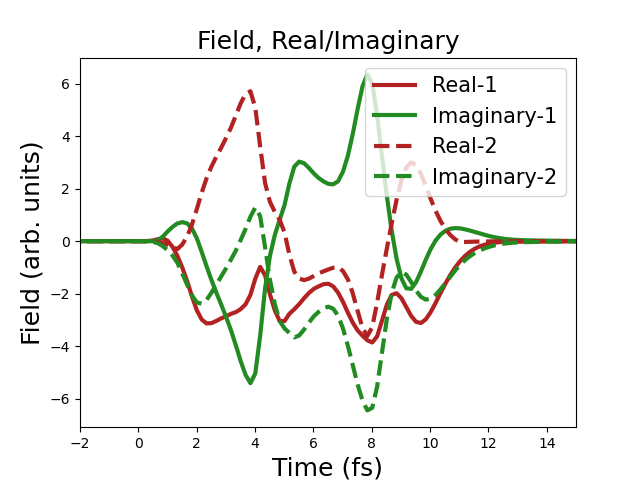 Field, Real/Imaginary
Real-1
Imaginary-1
Real-2
Imaginary-2
Field (arb. units)
6
4
2
0
−2
−4
−6
−2 0 2 4 6 8 10 12 14
Time (fs)